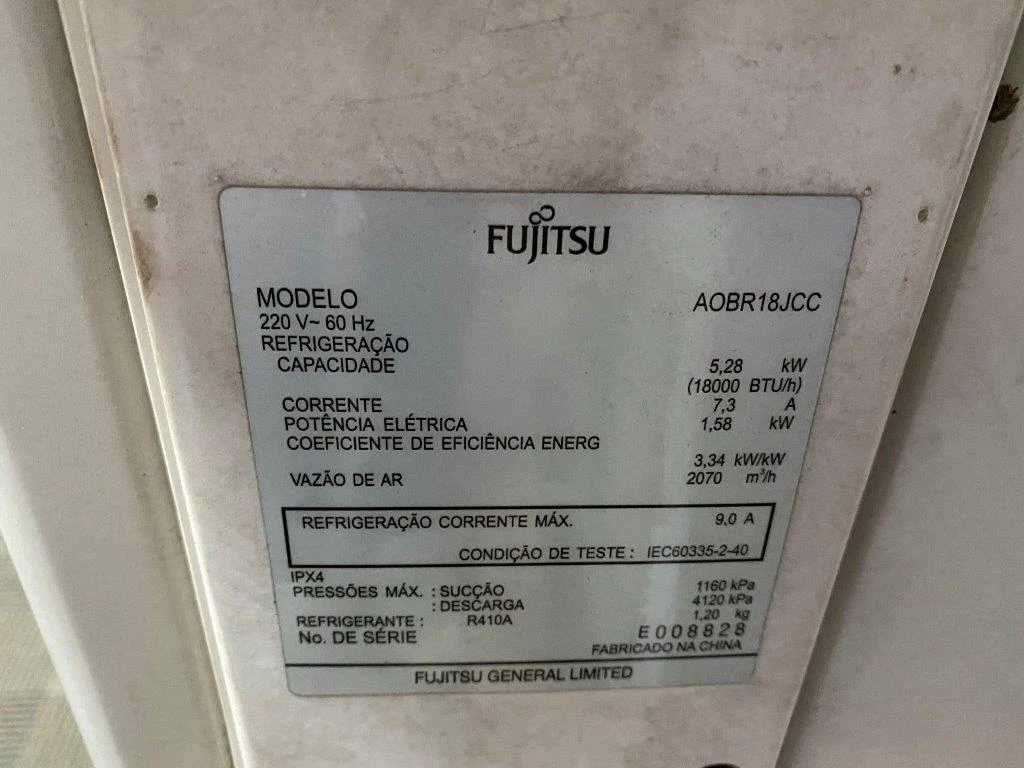 FUJITSU
MODELO AOBR18JCC
220 V~ 60 Hz
REFRIGERAÇÃO
CAPACIDADE 5,28 kW
(18000 BTU/h)
CORRENTE 7,3 A
POTÊNCIA ELÉTRICA 1,58 kW
COEFICIENTE DE EFICIÊNCIA ENERG
3,34 kW/kW
VAZÃO DE AR 2070 m³/h
REFRIGERAÇÃO CORRENTE MÁX. 9,0 A
CONDIÇÃO DE TESTE : IEC60335-2-40
IPX4
PRESSÕES MÁX. : SUCÇÃO 1160 kPa
: DESCARGA 4120 kPa
REFRIGERANTE : R410A 1,20 kg
No. DE SÉRIE E008828
FABRICADO NA CHINA
FUJITSU GENERAL LIMITED